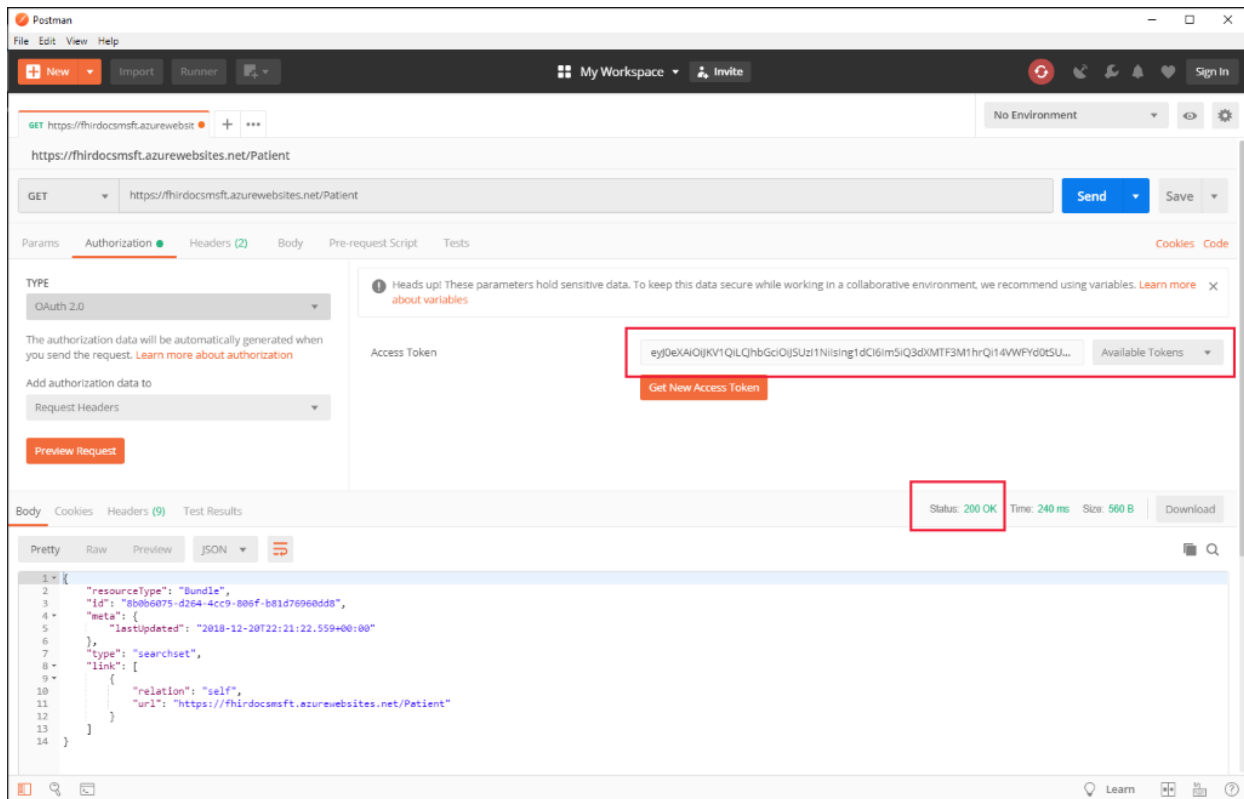 Postman
File Edit View Help
New Import Runner My Workspace Invite Sign In
GET https://fhirdocsmsft.azurewebsit No Environment
https://fhirdocsmsft.azurewebsites.net/Patient
GET https://fhirdocsmsft.azurewebsites.net/Patient Send Save
Params Authorization Headers (2) Body Pre-request Script Tests Cookies Code
TYPE
OAuth 2.0
The authorization data will be automatically generated when
you send the request. Learn more about authorization
Add authorization data to
Request Headers
Preview Request
Heads up! These parameters hold sensitive data. To keep this data secure while working in a collaborative environment, we recommend using variables. Learn more
about variables
Access Token Available Tokens
Get New Access Token
Body Cookies Headers (9) Test Results Status: 200 OK Time: 240 ms Size: 560 B Download
Pretty Raw Preview JSON
1 {
2 "resourceType": "Bundle",
3 "id": "8b0b6075-d264-4cc9-806f-b81d76960dd8",
4 "meta": {
5 "lastUpdated": "2018-12-20T22:21:22.559+00:00"
6 },
7 "type": "searchset",
8 "link": [
9 {
10 "relation": "self",
11 "url": "https://fhirdocsmsft.azurewebsites.net/Patient"
12 }
13 ]
14 }
Learn